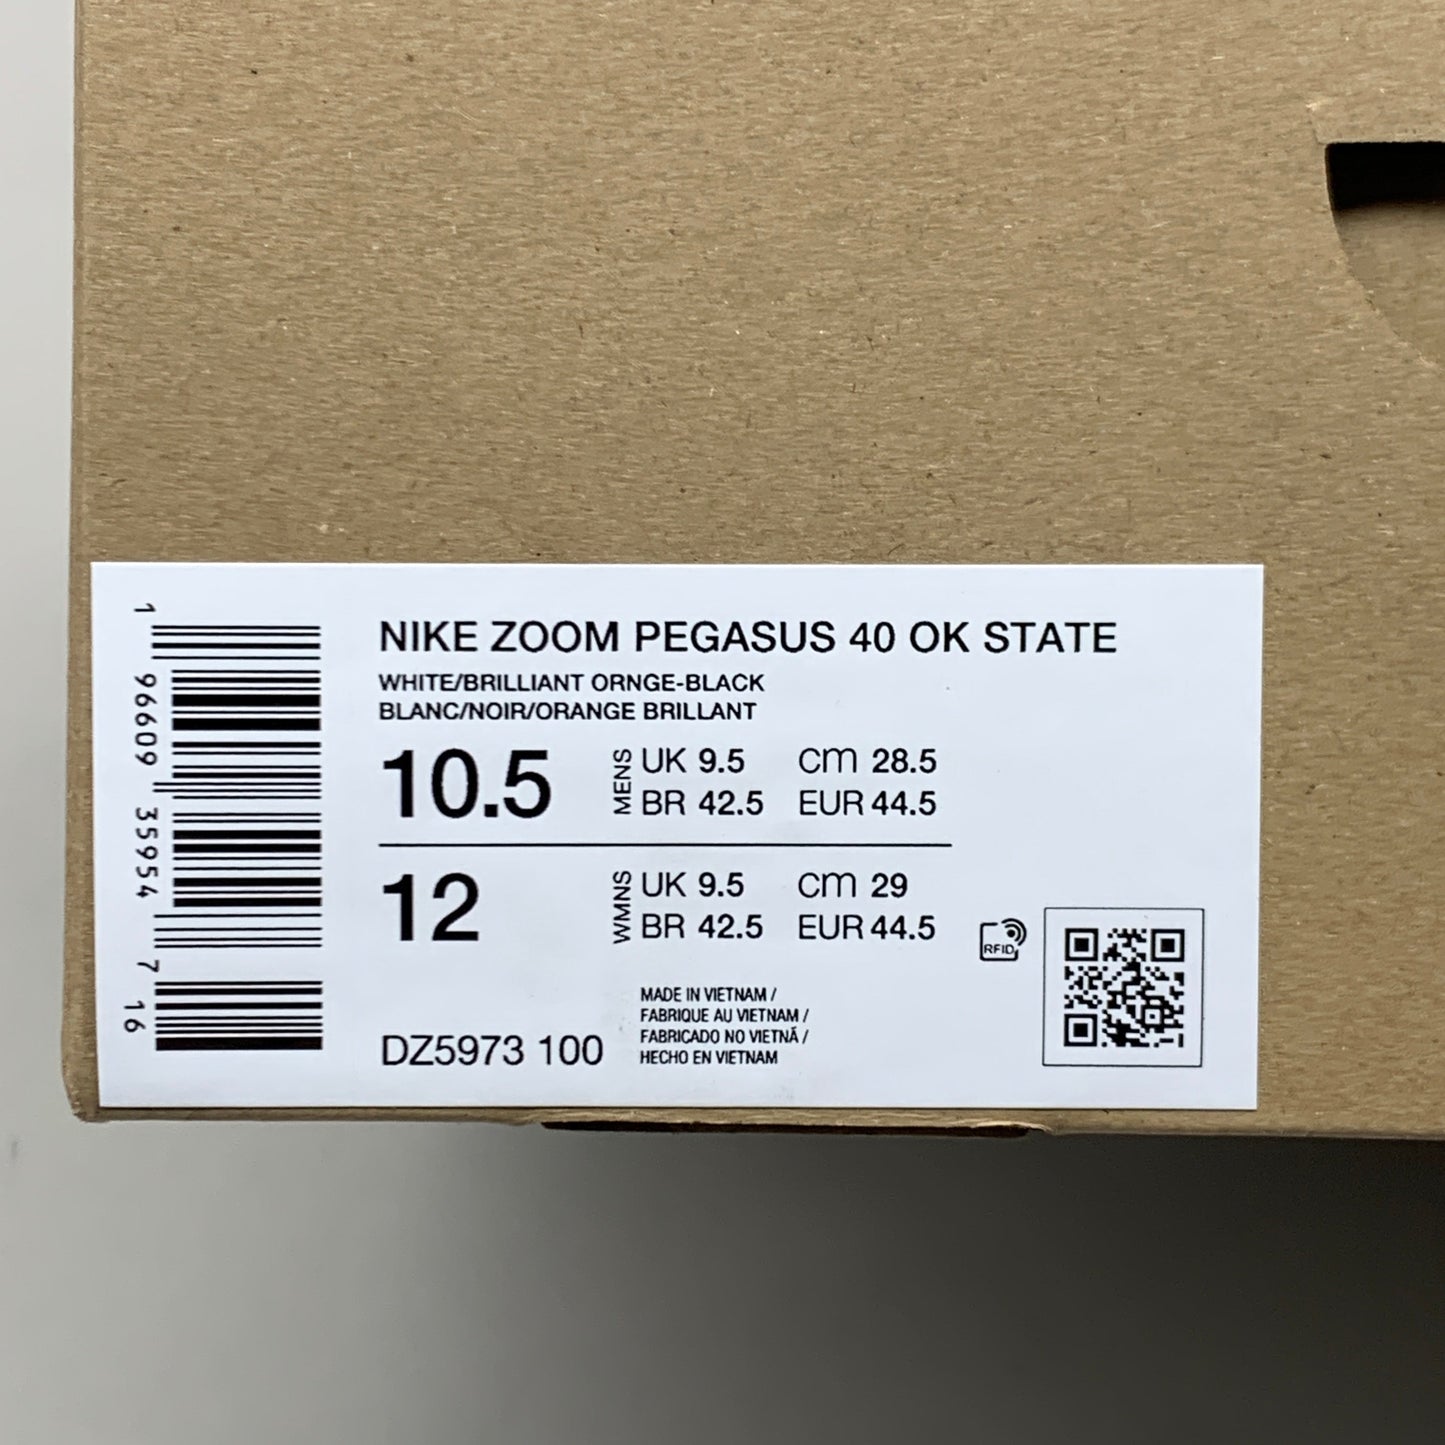 NIKE ZOOM PEGASUS 40 OK STATE
WHITE/BRILLIANT ORNGE-BLACK
BLANC/NOIR/ORANGE BRILLANT
10.5 MENS UK 9.5 CM 28.5
BR 42.5 EUR 44.5
12 WMNS UK 9.5 CM 29
BR 42.5 EUR 44.5
RFID
MADE IN VIETNAM /
FABRIQUE AU VIETNAM /
FABRICADO NO VIETNÃ /
HECHO EN VIETNAM
DZ5973 100
1 96609 35954 7 16